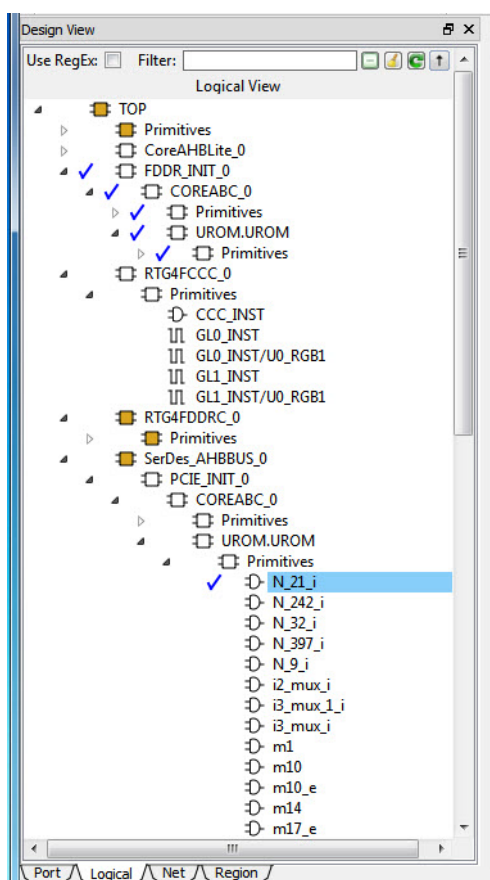 Design View
Use RegEx: Filter:
Logical View
TOP
Primitives
CoreAHBLite_0
FDDR_INIT_0
COREABC_0
Primitives
UROM.UROM
Primitives
RTG4FCCC_0
Primitives
CCC_INST
GL0_INST
GL0_INST/U0_RGB1
GL1_INST
GL1_INST/U0_RGB1
RTG4FDDRC_0
Primitives
SerDes_AHBBUS_0
PCIE_INIT_0
COREABC_0
Primitives
UROM.UROM
Primitives
N_21_i
N_242_i
N_32_i
N_397_i
N_9_i
i2_mux_i
i3_mux_1_i
i3_mux_i
m1
m10
m10_e
m14
m17_e
Port Logical Net Region